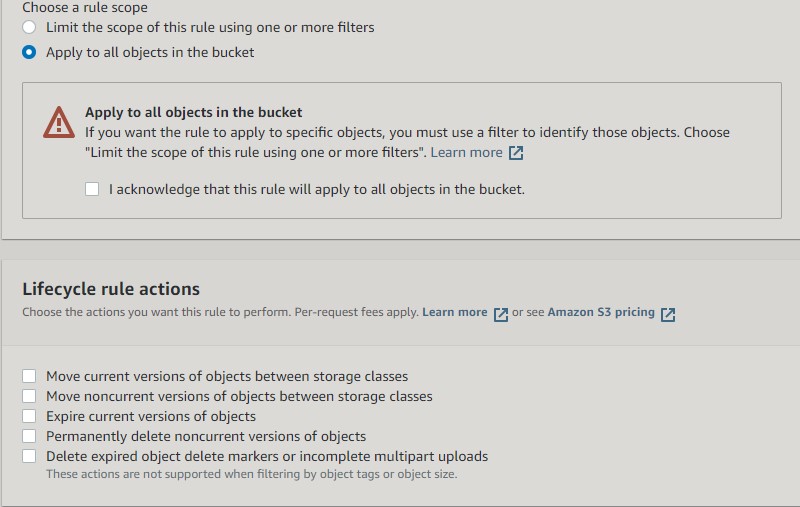 Choose a rule scope
Limit the scope of this rule using one or more filters
Apply to all objects in the bucket
Apply to all objects in the bucket
If you want the rule to apply to specific objects, you must use a filter to identify those objects. Choose
"Limit the scope of this rule using one or more filters". Learn more
I acknowledge that this rule will apply to all objects in the bucket.
Lifecycle rule actions
Choose the actions you want this rule to perform. Per-request fees apply. Learn more or see Amazon S3 pricing
Move current versions of objects between storage classes
Move noncurrent versions of objects between storage classes
Expire current versions of objects
Permanently delete noncurrent versions of objects
Delete expired object delete markers or incomplete multipart uploads
These actions are not supported when filtering by object tags or object size.